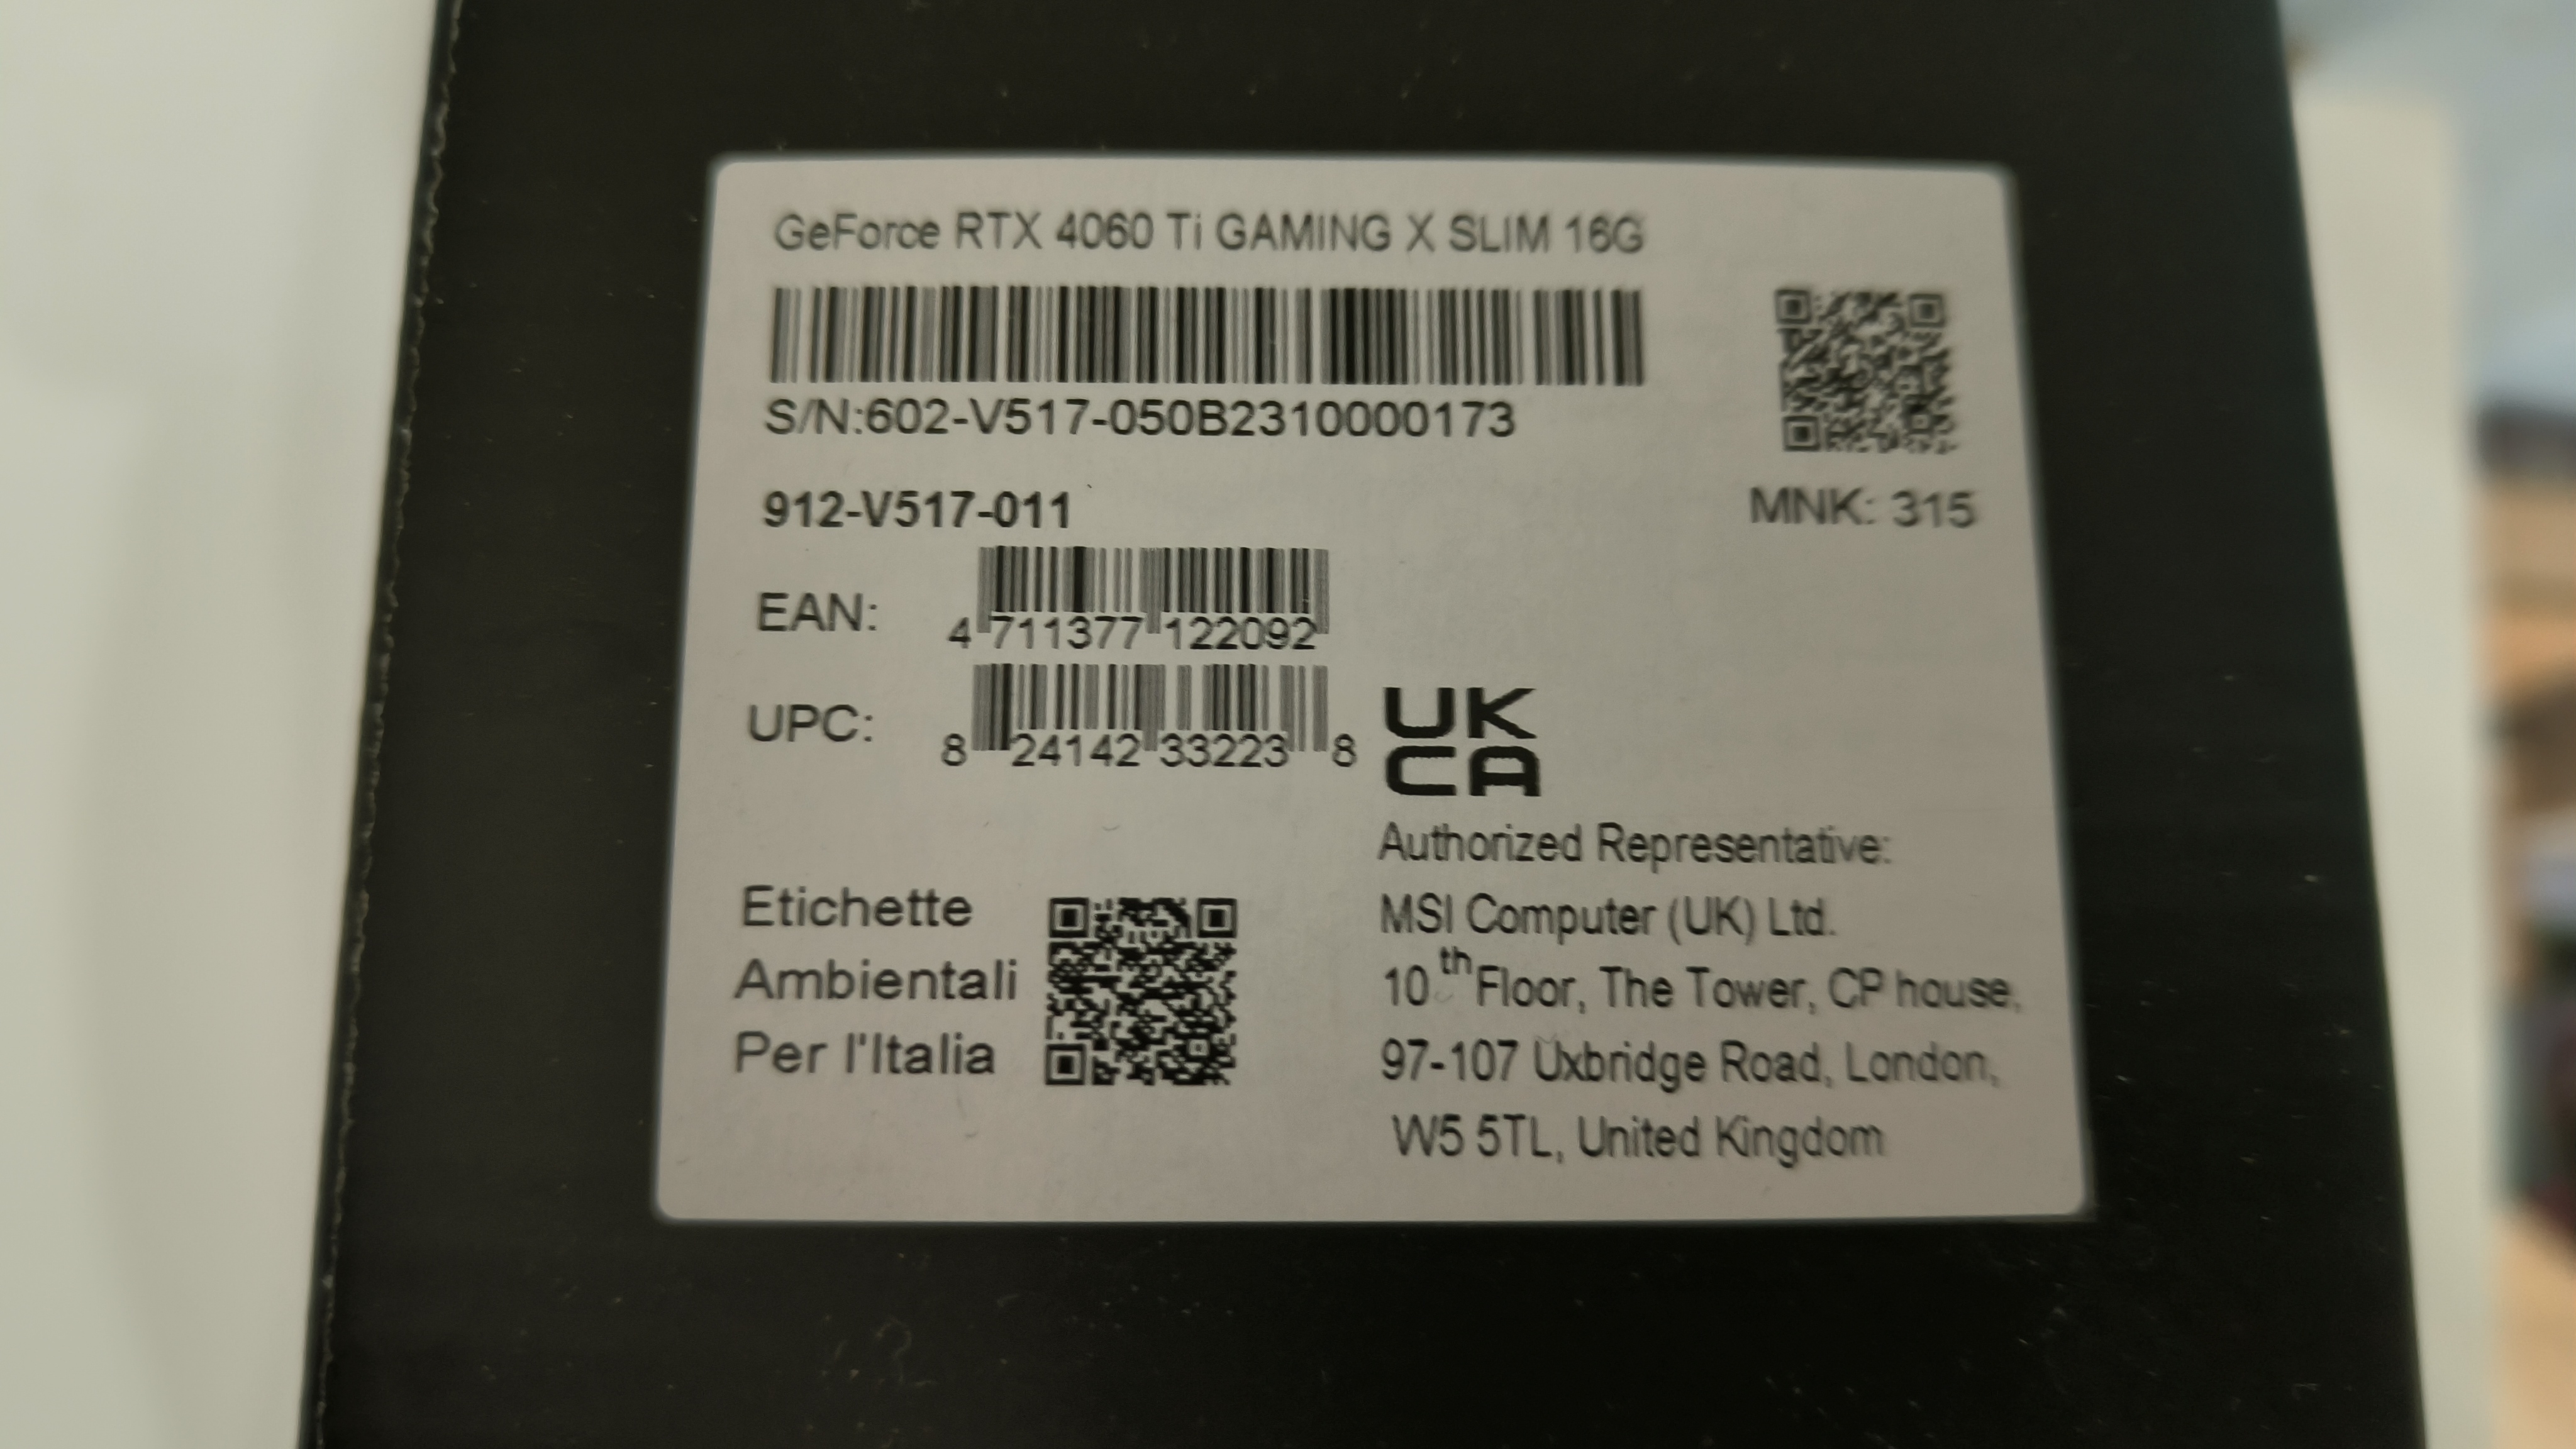 GeForce RTX 4060 Ti GAMING X SLIM 16G
S/N:602-V517-050B2310000173
912-V517-011
MNK: 315
EAN:
4 711377 122092
UPC:
8 24142 33223 8
UK
CA
Authorized Representative:
MSI Computer (UK) Ltd.
10th Floor, The Tower, CP house,
97-107 Uxbridge Road, London,
W5 5TL, United Kingdom
Etichette
Ambientali
Per l'Italia